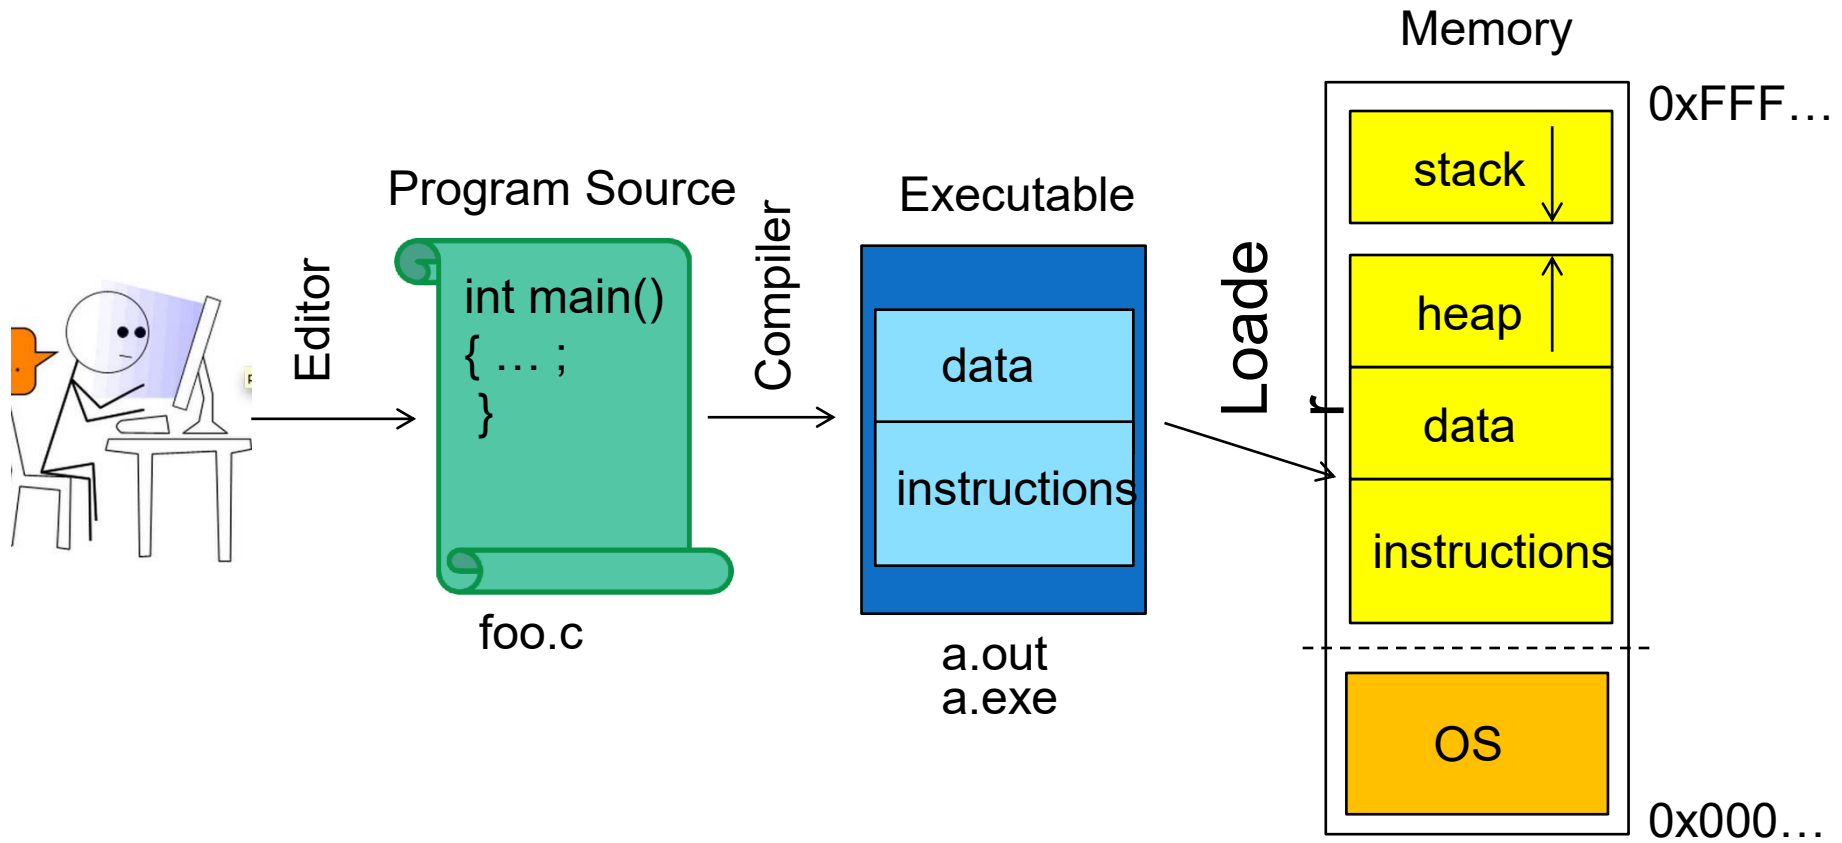 Editor
Program Source
int main()
{ … ;
}
foo.c
Compiler
Executable
data
instructions
a.out
a.exe
Loade
r
Memory
0xFFF…
stack
heap
data
instructions
OS
0x000…